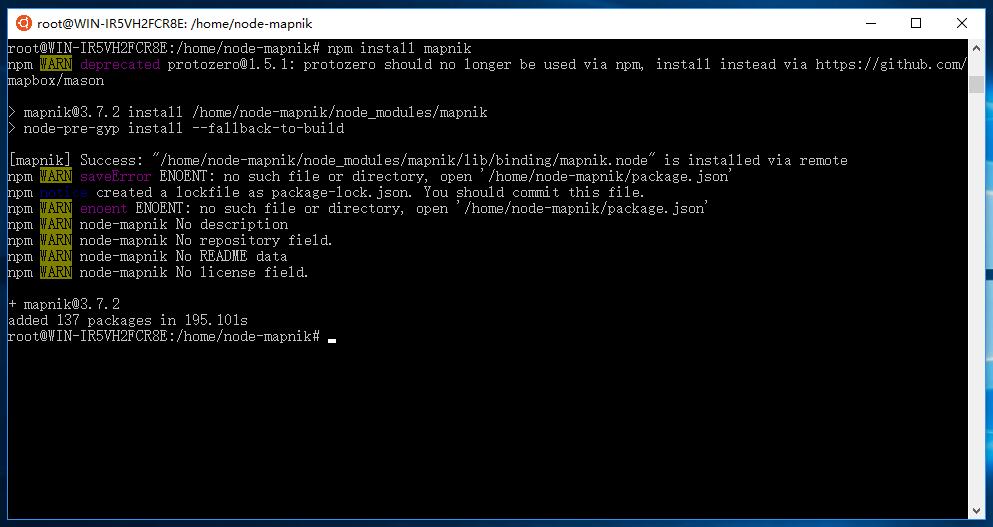 root@WIN-IR5VH2FCR8E: /home/node-mapnik
root@WIN-IR5VH2FCR8E:/home/node-mapnik# npm install mapnik
npm WARN deprecated protozero@1.5.1: protozero should no longer be used via npm, install instead via https://github.com/
mapbox/mason
> mapnik@3.7.2 install /home/node-mapnik/node_modules/mapnik
> node-pre-gyp install --fallback-to-build
[mapnik] Success: "/home/node-mapnik/node_modules/mapnik/lib/binding/mapnik.node" is installed via remote
npm WARN saveError ENOENT: no such file or directory, open '/home/node-mapnik/package.json'
npm notice created a lockfile as package-lock.json. You should commit this file.
npm WARN enoent ENOENT: no such file or directory, open '/home/node-mapnik/package.json'
npm WARN node-mapnik No description
npm WARN node-mapnik No repository field.
npm WARN node-mapnik No README data
npm WARN node-mapnik No license field.
+ mapnik@3.7.2
added 137 packages in 195.101s
root@WIN-IR5VH2FCR8E:/home/node-mapnik#